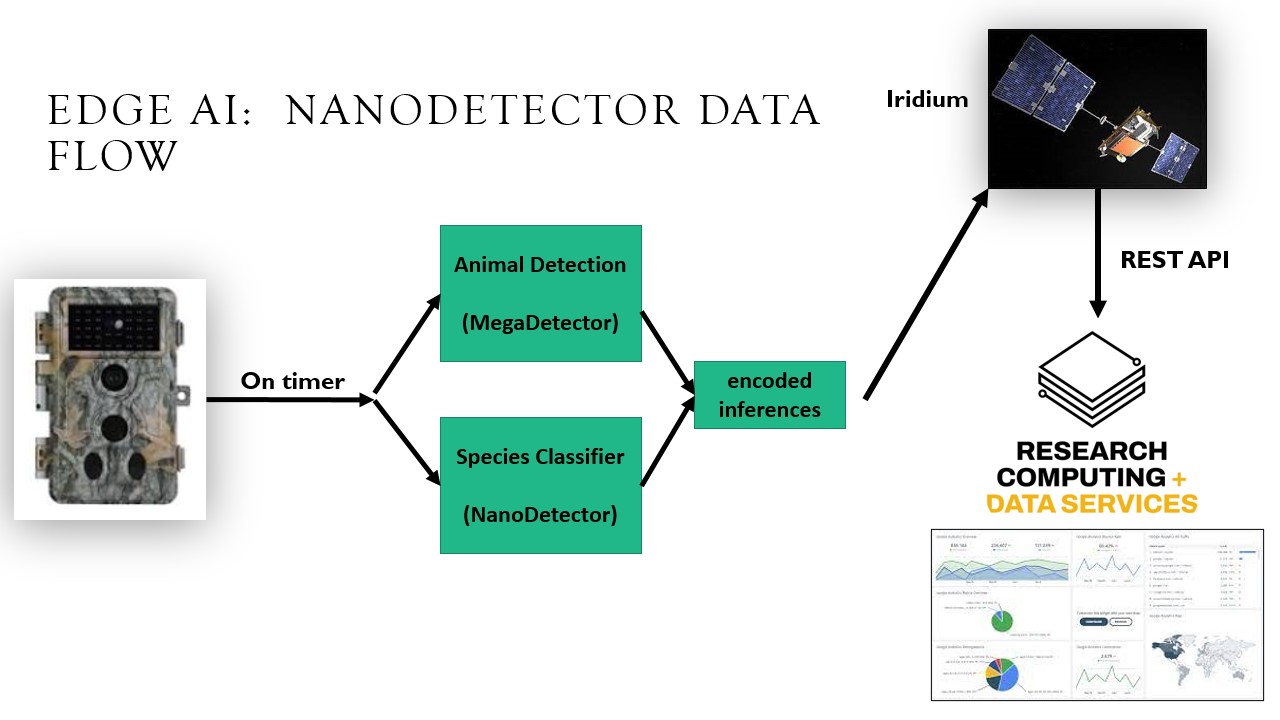 EDGE AI: NANODETECTOR DATA
FLOW
Iridium
REST API
Animal Detection
(MegaDetector)
On timer
encoded
inferences
Species Classifier
(NanoDetector)
RESEARCH
COMPUTING +
DATA SERVICES